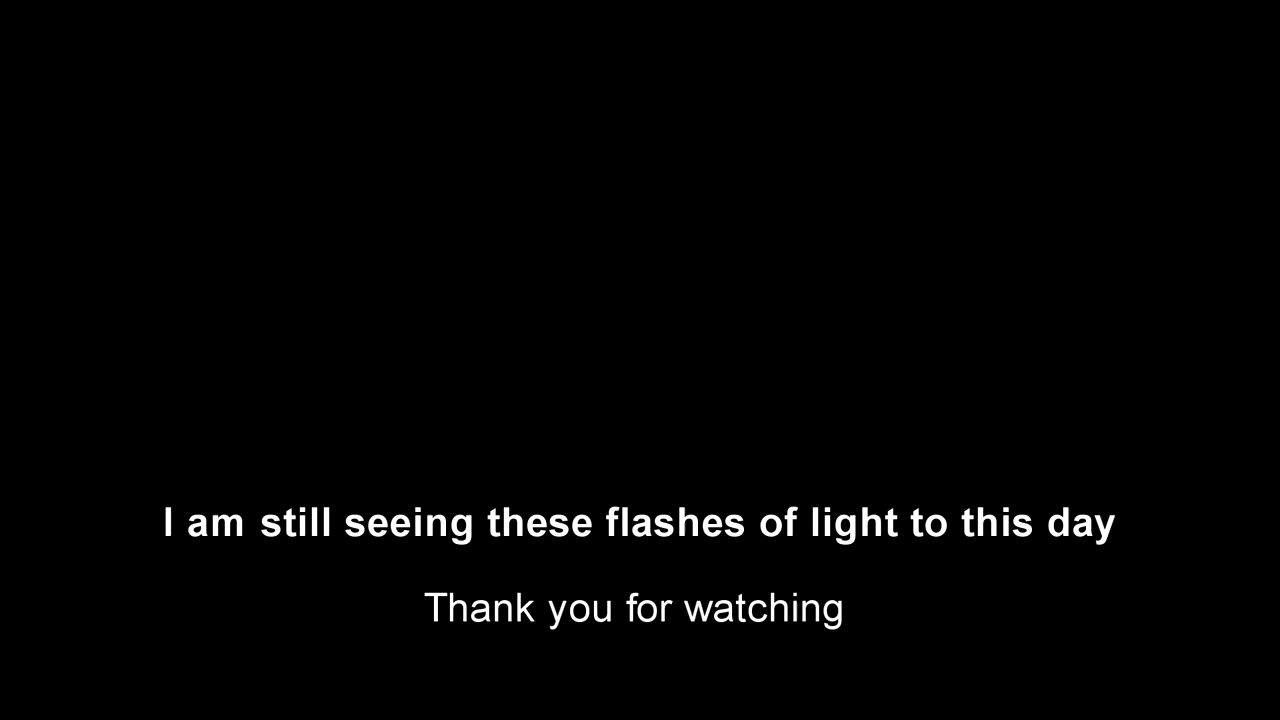 I am still seeing these flashes of light to this day
Thank you for watching